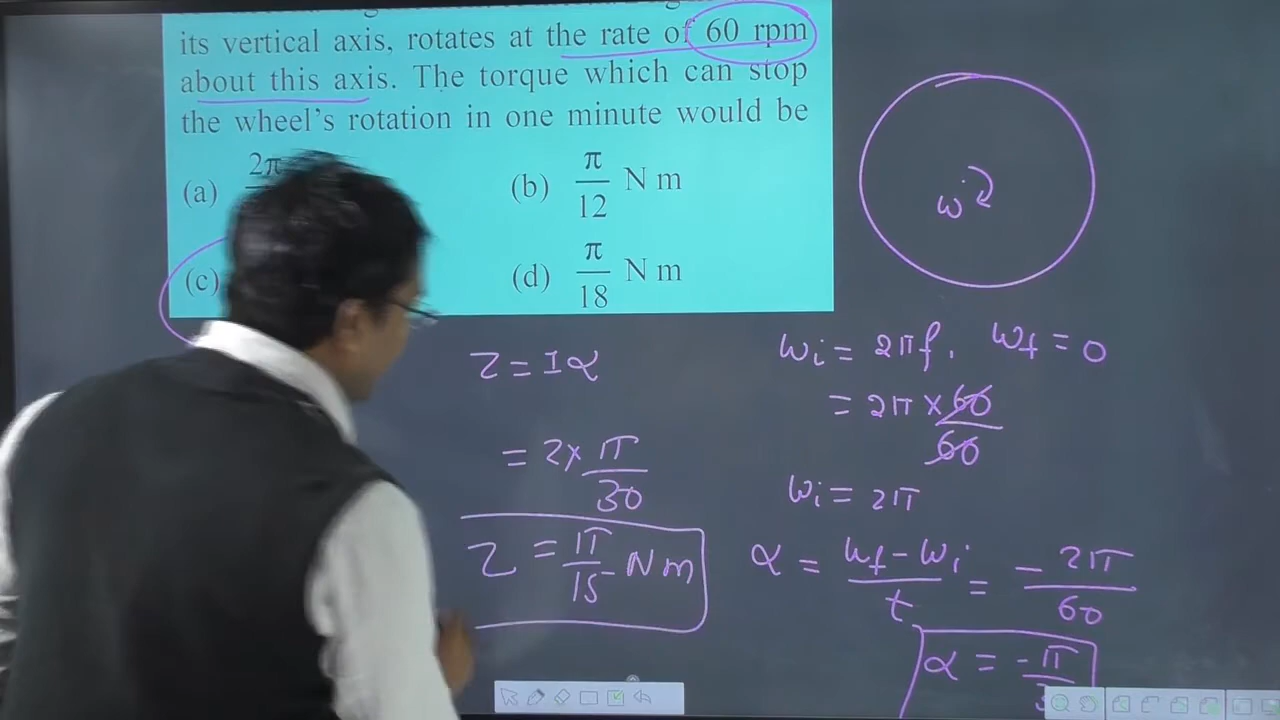 its vertical axis, rotates at the rate of 60 rpm
about this axis. The torque which can stop
the wheel's rotation in one minute would be
(a) 2π
(b) π/12 N m
(c)
(d) π/18 N m
ω
τ = Iα
= 2 × π/30
τ = π/15 N m
ωi = 2πf, ωf = 0
= 2π × 60/60
ωi = 2π
α = ωf - ωi / t = - 2π/60
α = -π